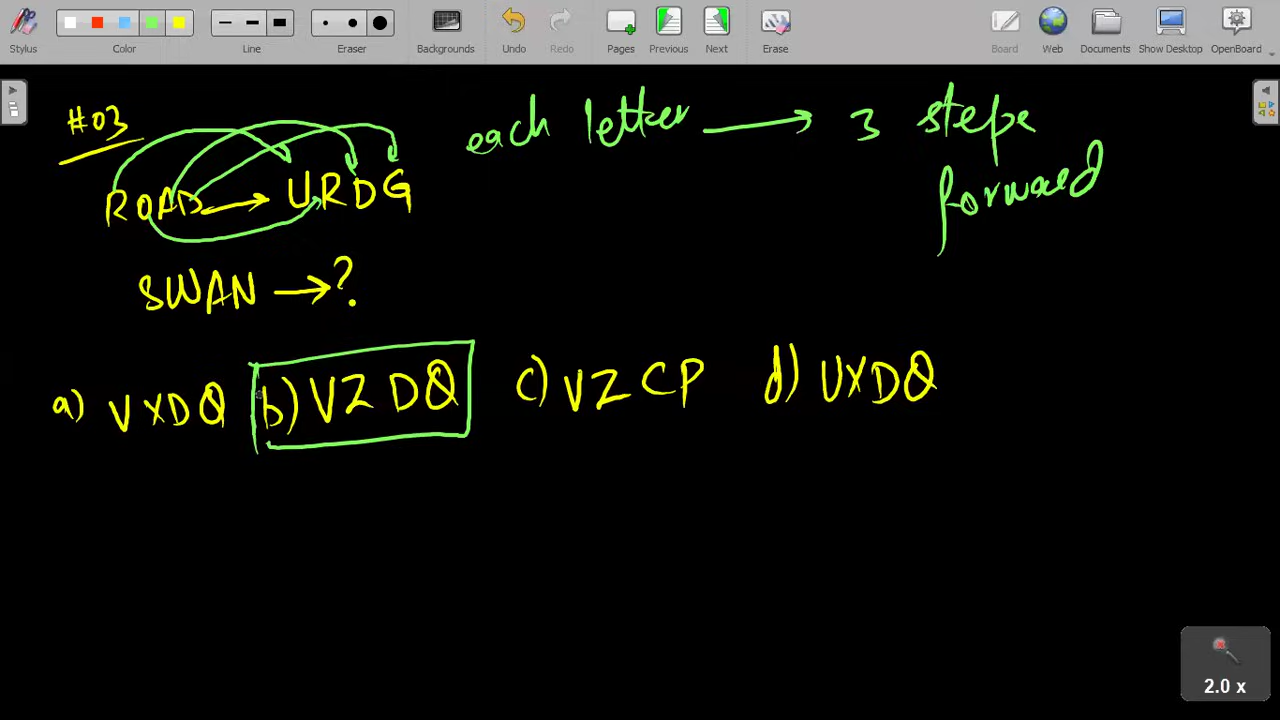 Stylus Color Line Eraser Backgrounds Undo Redo Pages Previous Next Erase Board Web Documents Show Desktop OpenBoard
#03
each letter → 3 steps
forward
ROAD → URDG
SWAN → ?
a) VXDQ b) VZDQ c) VZCP d) UXDQ
2.0 x